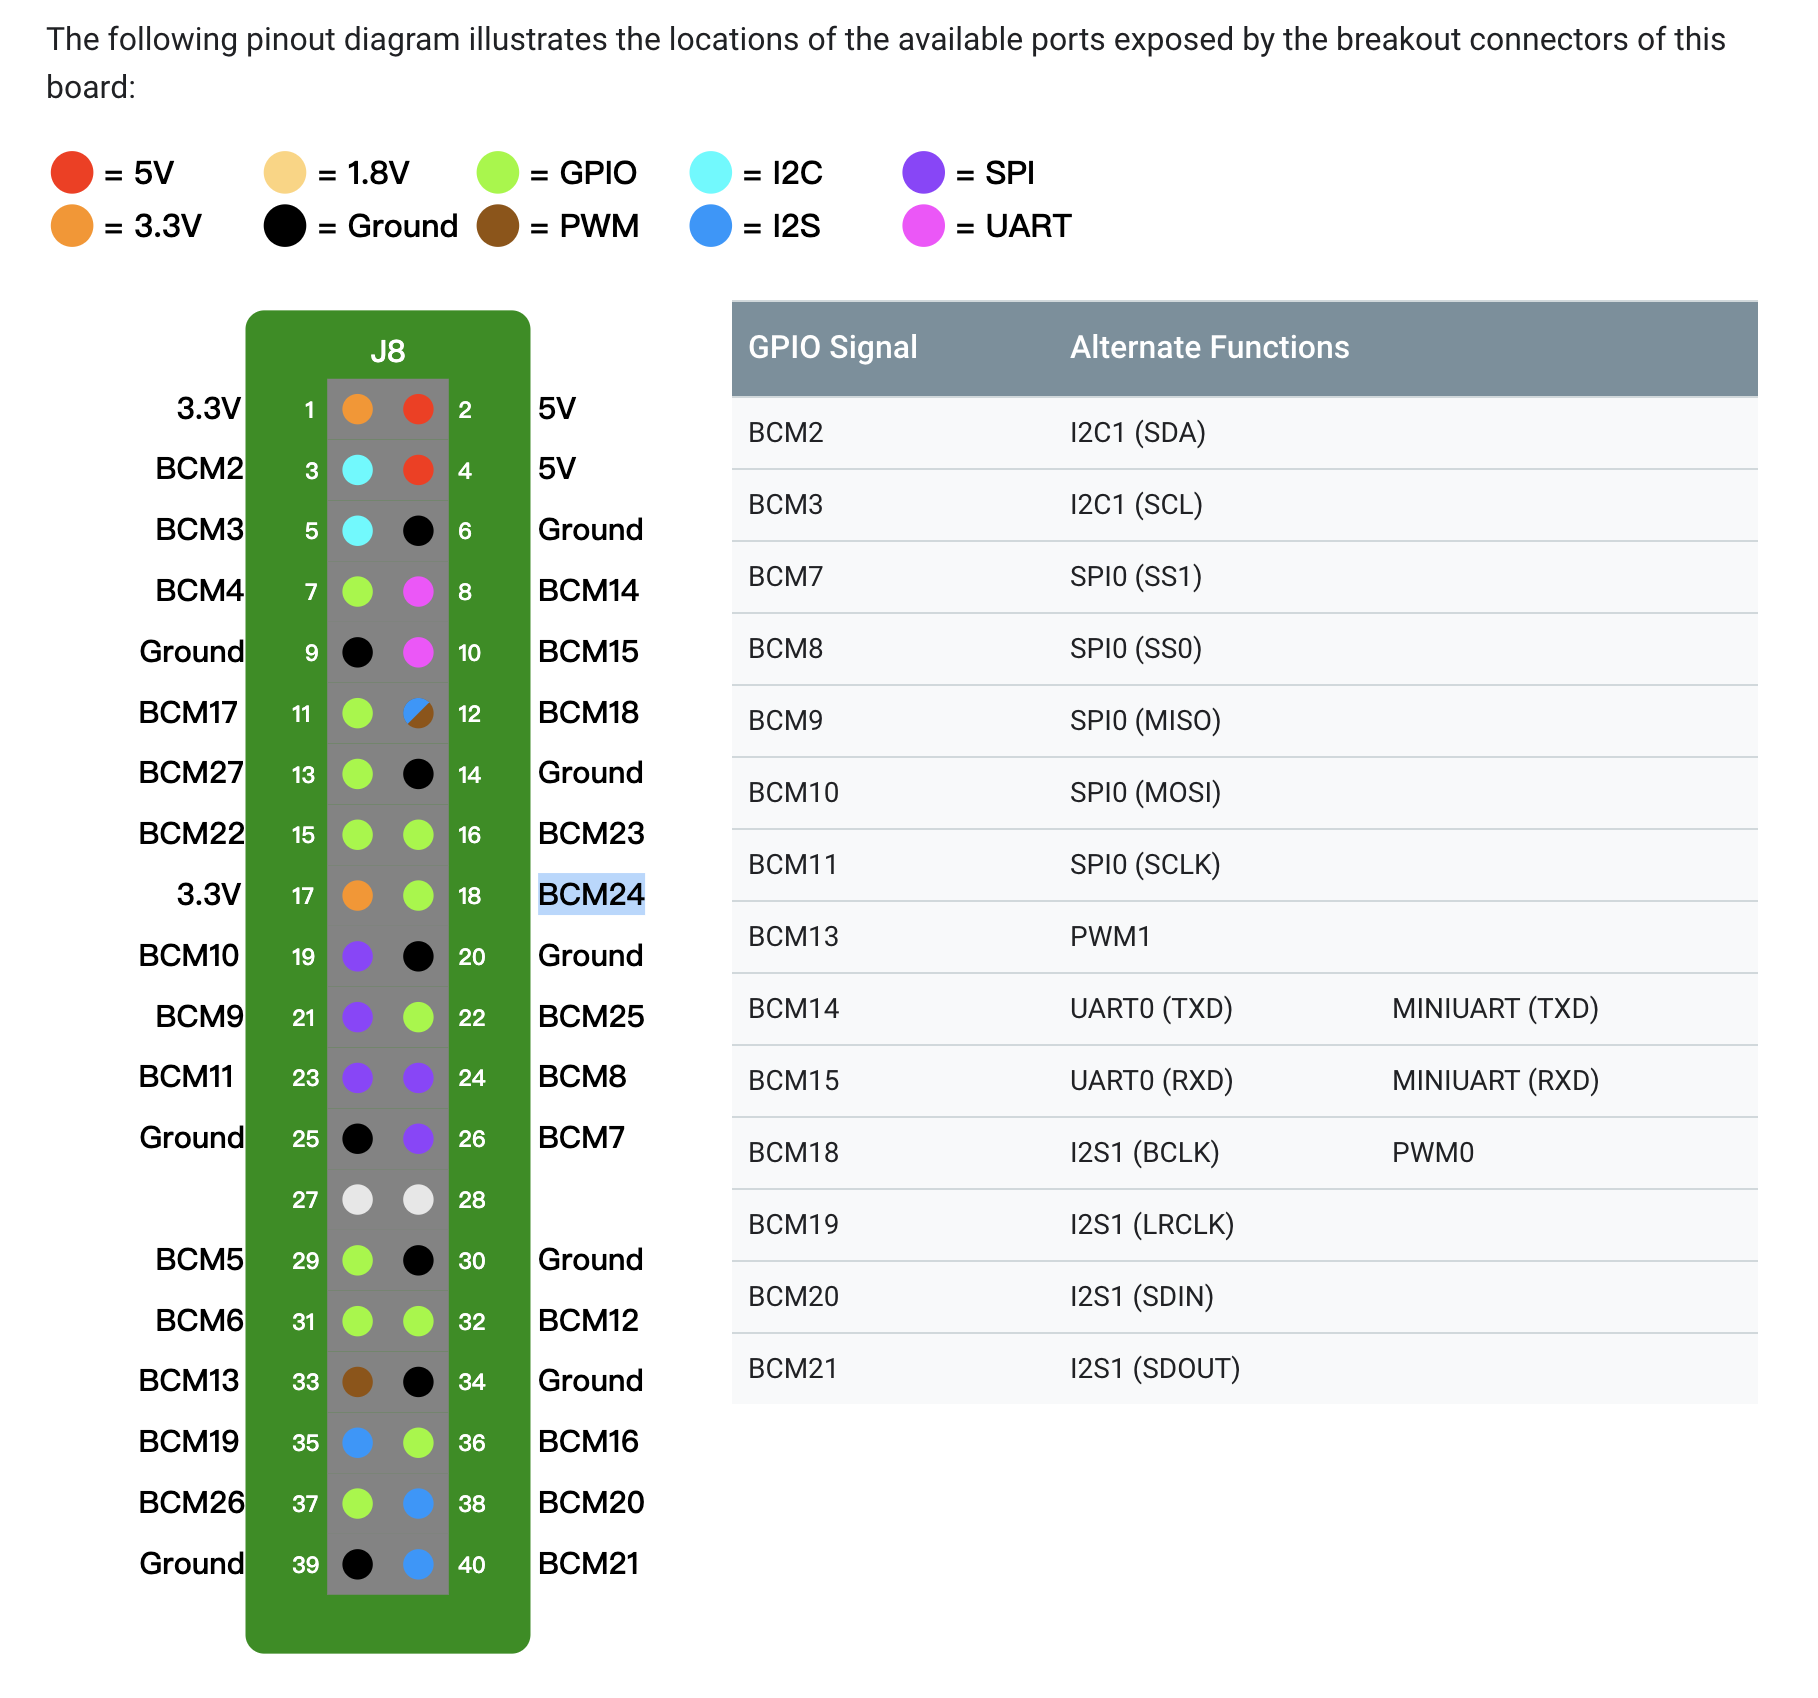 The following pinout diagram illustrates the locations of the available ports exposed by the breakout connectors of this
board:
= 5V = 1.8V = GPIO = I2C = SPI
= 3.3V = Ground = PWM = I2S = UART
J8
3.3V 1 2 5V
BCM2 3 4 5V
BCM3 5 6 Ground
BCM4 7 8 BCM14
Ground 9 10 BCM15
BCM17 11 12 BCM18
BCM27 13 14 Ground
BCM22 15 16 BCM23
3.3V 17 18 BCM24
BCM10 19 20 Ground
BCM9 21 22 BCM25
BCM11 23 24 BCM8
Ground 25 26 BCM7
27 28
BCM5 29 30 Ground
BCM6 31 32 BCM12
BCM13 33 34 Ground
BCM19 35 36 BCM16
BCM26 37 38 BCM20
Ground 39 40 BCM21
GPIO Signal Alternate Functions
BCM2 I2C1 (SDA)
BCM3 I2C1 (SCL)
BCM7 SPI0 (SS1)
BCM8 SPI0 (SS0)
BCM9 SPI0 (MISO)
BCM10 SPI0 (MOSI)
BCM11 SPI0 (SCLK)
BCM13 PWM1
BCM14 UART0 (TXD) MINIUART (TXD)
BCM15 UART0 (RXD) MINIUART (RXD)
BCM18 I2S1 (BCLK) PWM0
BCM19 I2S1 (LRCLK)
BCM20 I2S1 (SDIN)
BCM21 I2S1 (SDOUT)